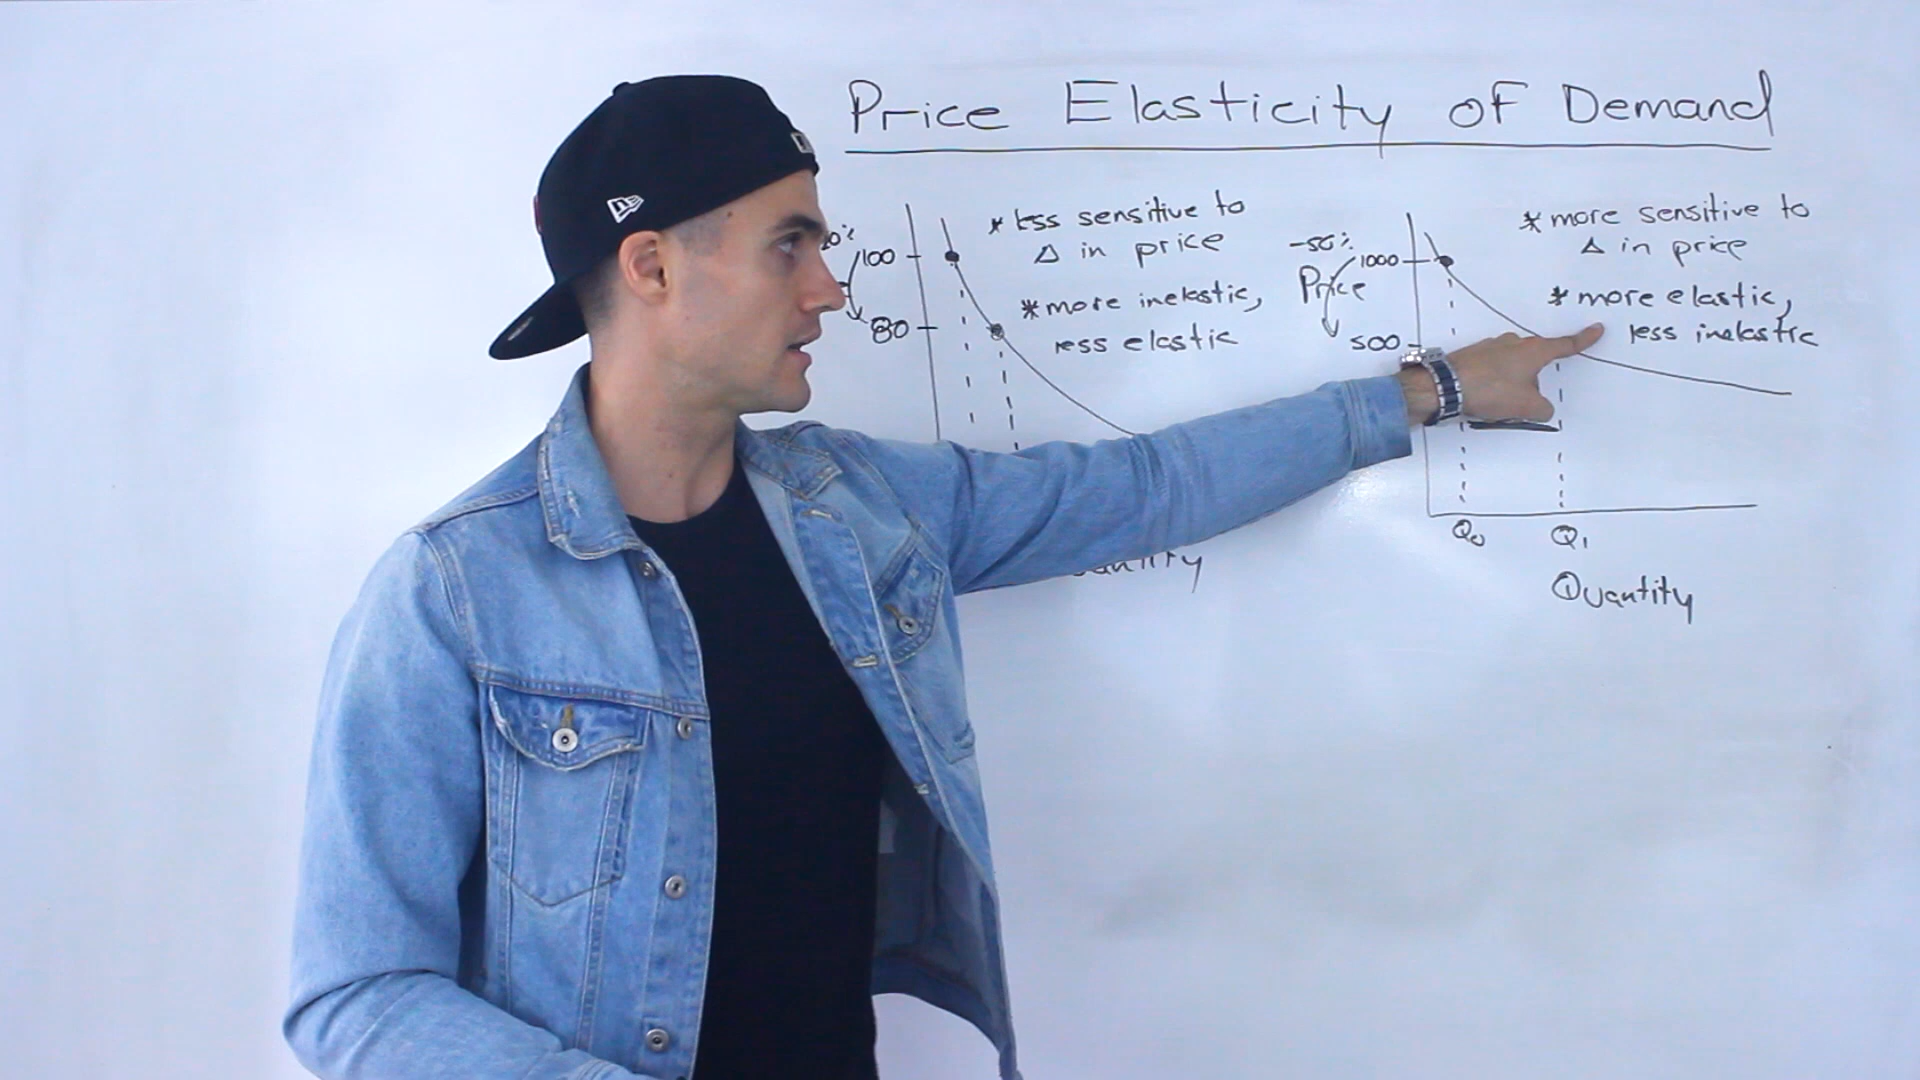 Price Elasticity of Demand
* less sensitive to
Δ in price
* more inelastic,
less elastic
100
80
* more sensitive to
Δ in price
* more elastic,
less inelastic
-50%
Price
1000
500
Q0 Q1
Quantity